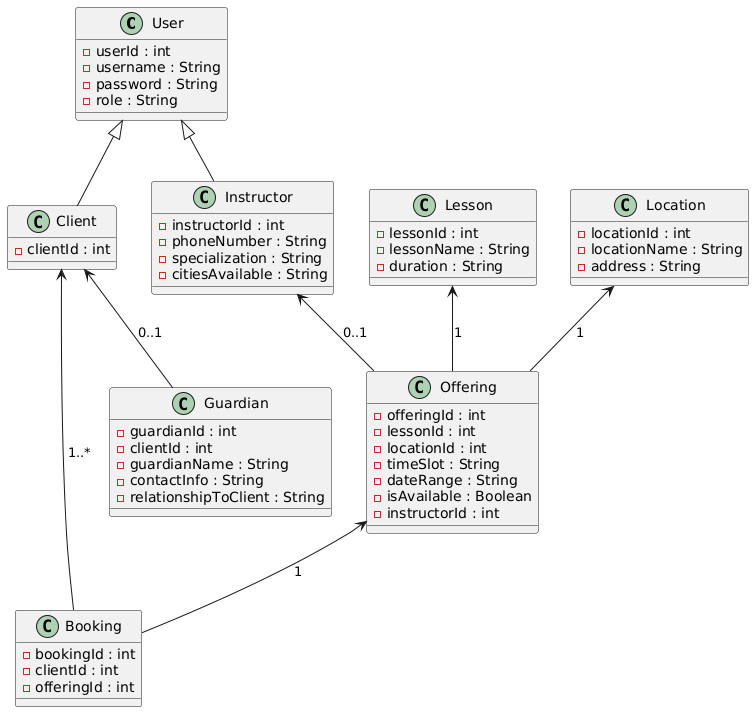 C User
userId : int
username : String
password : String
role : String
C Client
clientId : int
C Instructor
instructorId : int
phoneNumber : String
specialization : String
citiesAvailable : String
C Lesson
lessonId : int
lessonName : String
duration : String
C Location
locationId : int
locationName : String
address : String
0..1
0..1
1
1
C Guardian
guardianId : int
clientId : int
guardianName : String
contactInfo : String
relationshipToClient : String
C Offering
offeringId : int
lessonId : int
locationId : int
timeSlot : String
dateRange : String
isAvailable : Boolean
instructorId : int
1..*
1
C Booking
bookingId : int
clientId : int
offeringId : int